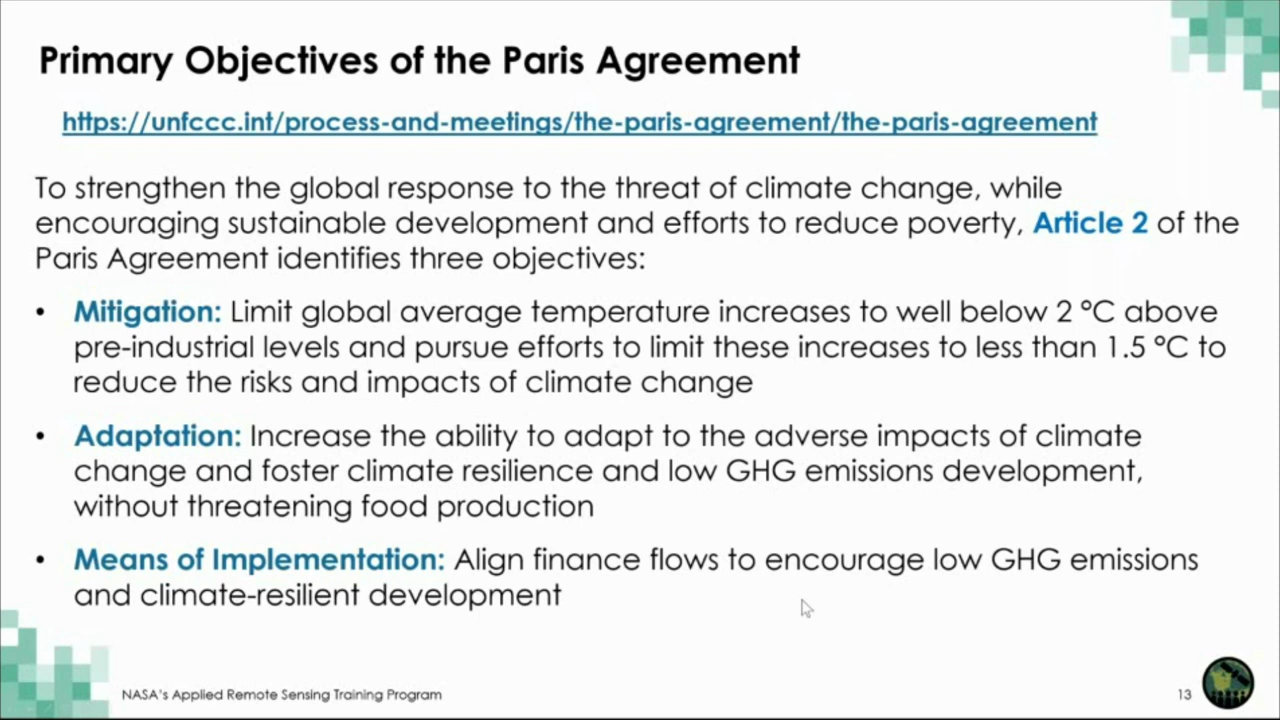 Primary Objectives of the Paris Agreement
https://unfccc.int/process-and-meetings/the-paris-agreement/the-paris-agreement
To strengthen the global response to the threat of climate change, while
encouraging sustainable development and efforts to reduce poverty, Article 2 of the
Paris Agreement identifies three objectives:
• Mitigation: Limit global average temperature increases to well below 2 °C above
pre-industrial levels and pursue efforts to limit these increases to less than 1.5 °C to
reduce the risks and impacts of climate change
• Adaptation: Increase the ability to adapt to the adverse impacts of climate
change and foster climate resilience and low GHG emissions development,
without threatening food production
• Means of Implementation: Align finance flows to encourage low GHG emissions
and climate-resilient development
NASA's Applied Remote Sensing Training Program
13